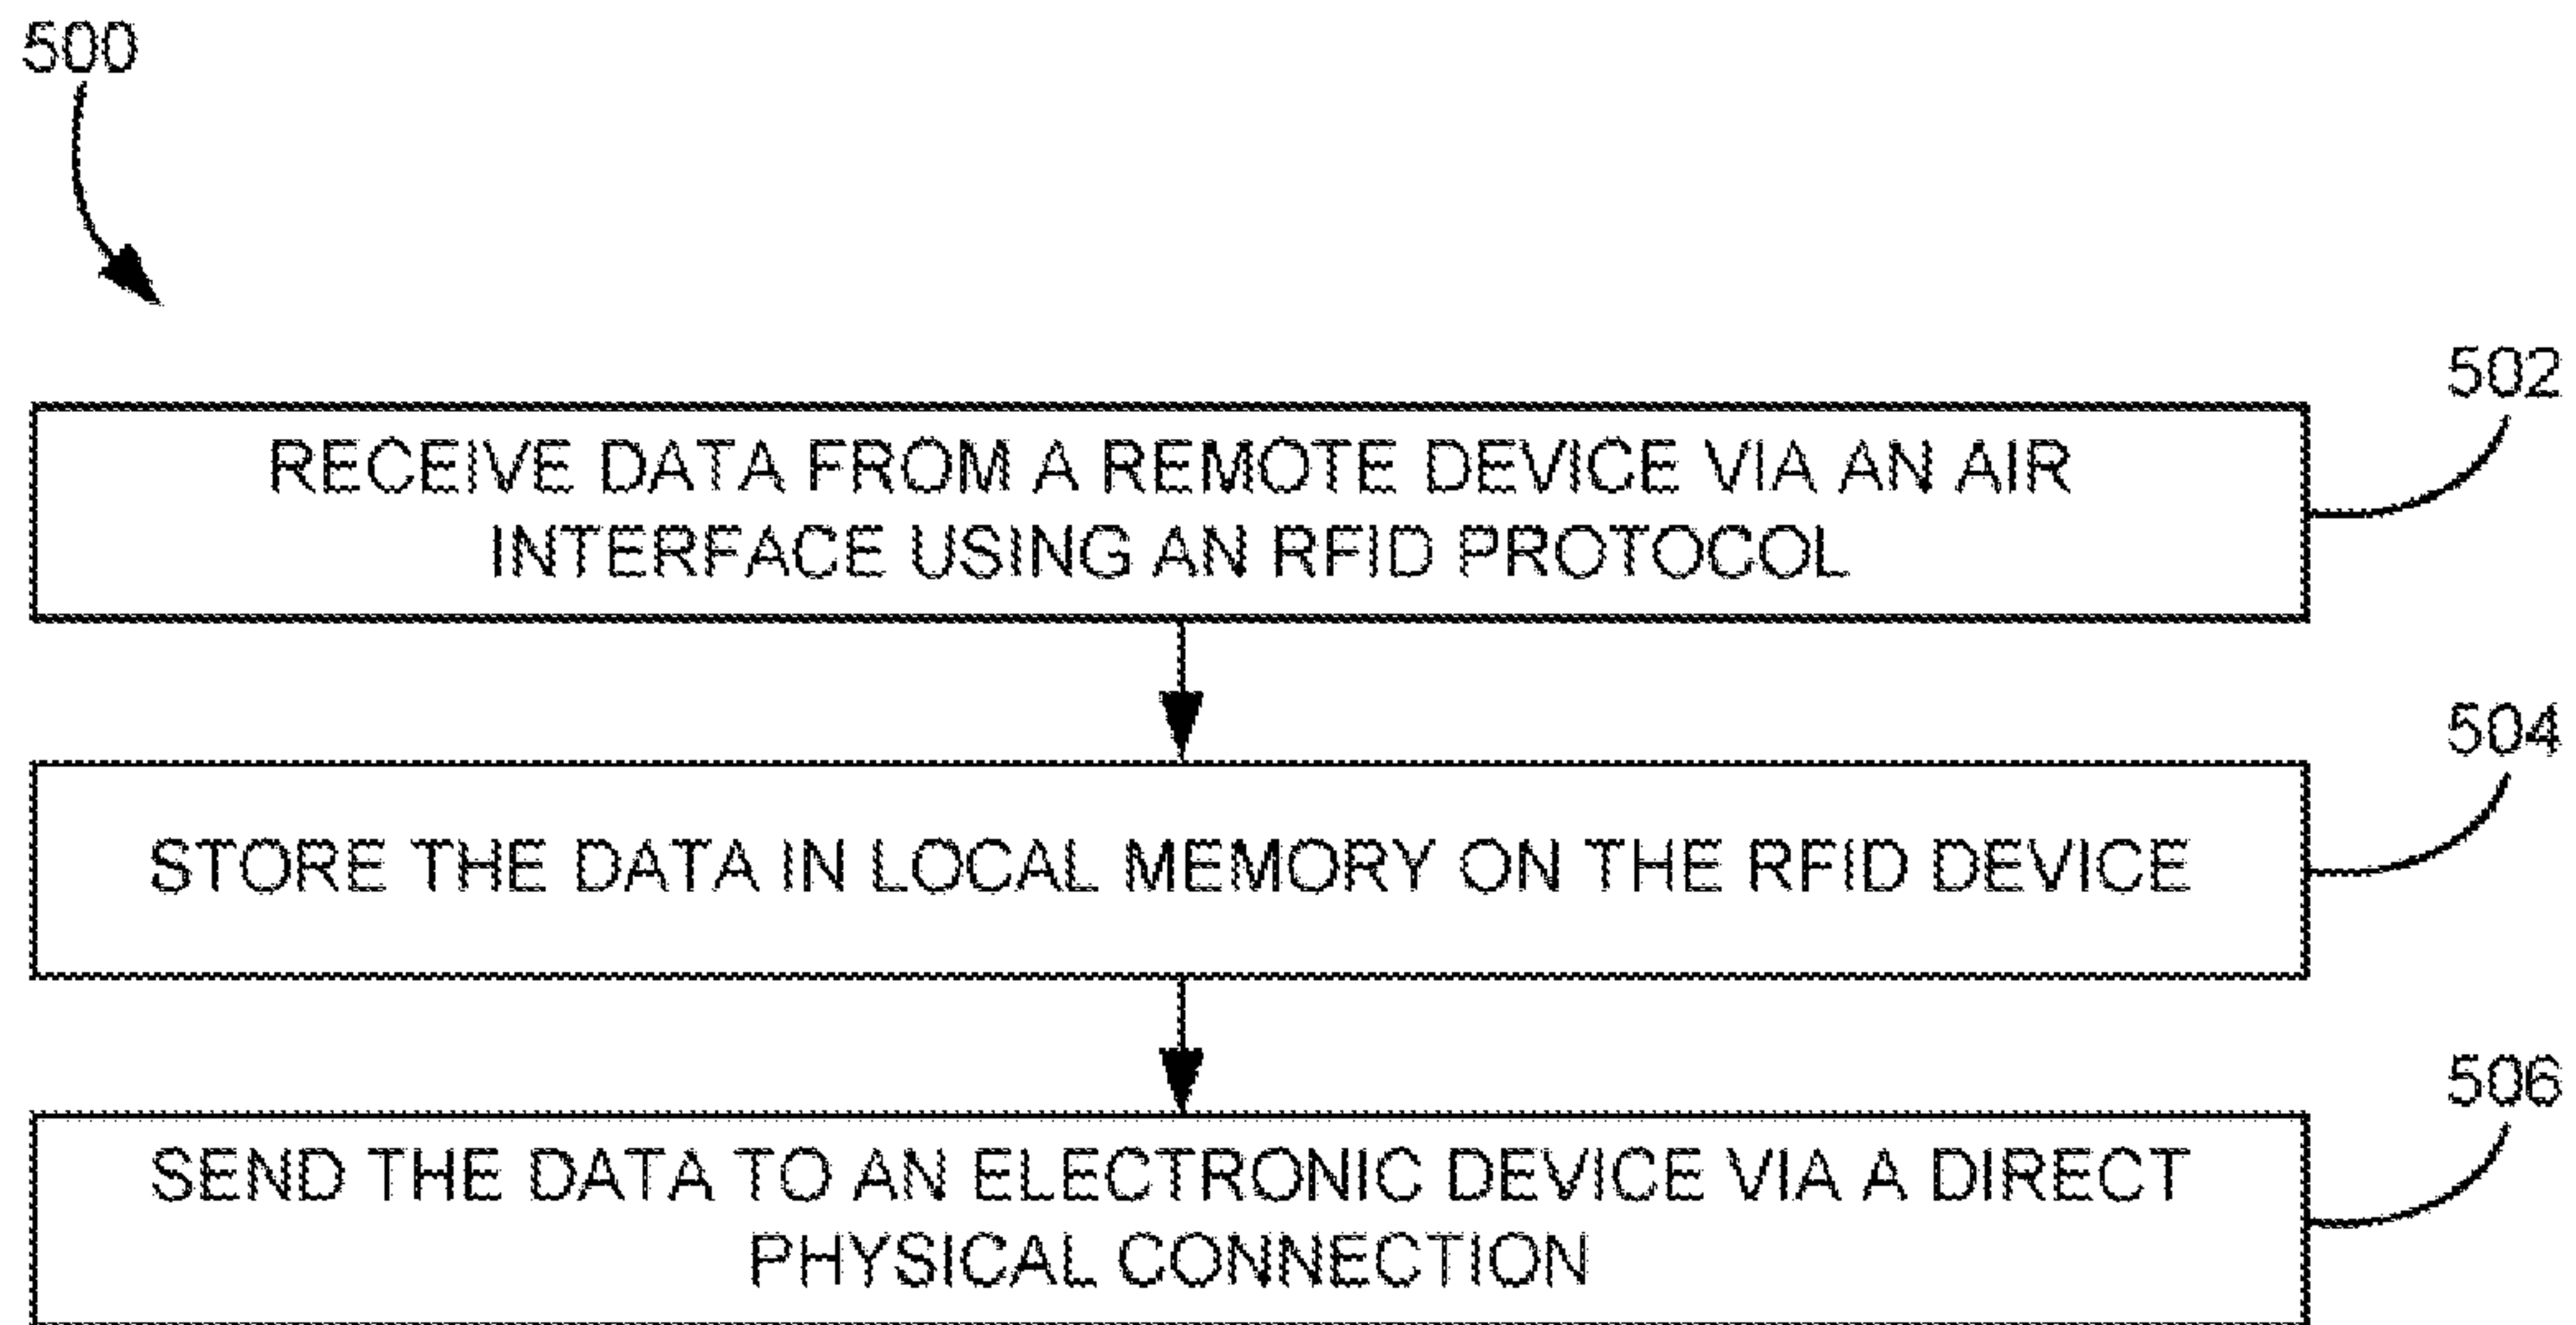 500
502
RECEIVE DATA FROM A REMOTE DEVICE VIA AN AIR
INTERFACE USING AN RFID PROTOCOL
504
STORE THE DATA IN LOCAL MEMORY ON THE RFID DEVICE
506
SEND THE DATA TO AN ELECTRONIC DEVICE VIA A DIRECT
PHYSICAL CONNECTION